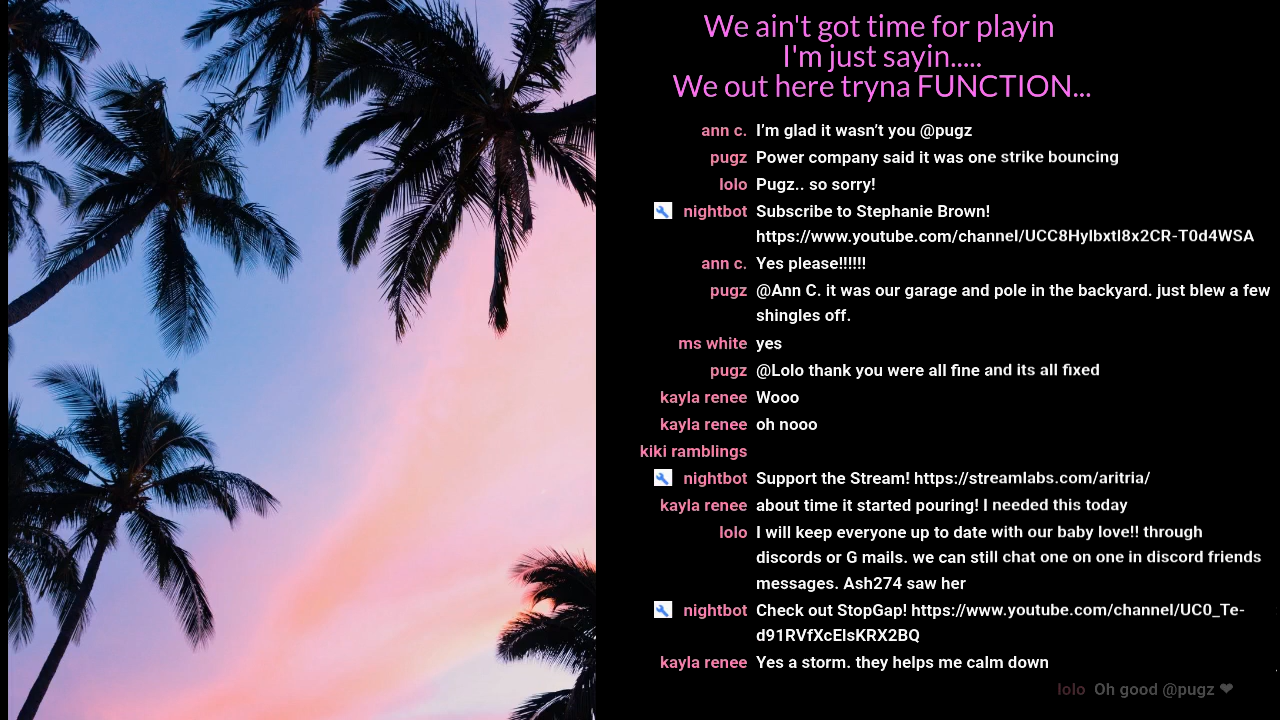 We ain't got time for playin
I'm just sayin.....
We out here tryna FUNCTION...
ann c. I’m glad it wasn’t you @pugz
pugz Power company said it was one strike bouncing
lolo Pugz.. so sorry!
nightbot Subscribe to Stephanie Brown!
https://www.youtube.com/channel/UCC8HyIbxtI8x2CR-T0d4WSA
ann c. Yes please!!!!!!
pugz @Ann C. it was our garage and pole in the backyard. just blew a few
shingles off.
ms white yes
pugz @Lolo thank you were all fine and its all fixed
kayla renee Wooo
kayla renee oh nooo
kiki ramblings
nightbot Support the Stream! https://streamlabs.com/aritria/
kayla renee about time it started pouring! I needed this today
lolo I will keep everyone up to date with our baby love!! through
discords or G mails. we can still chat one on one in discord friends
messages. Ash274 saw her
nightbot Check out StopGap! https://www.youtube.com/channel/UC0_Te-
d91RVfXcEIsKRX2BQ
kayla renee Yes a storm. they helps me calm down
lolo Oh good @pugz ❤